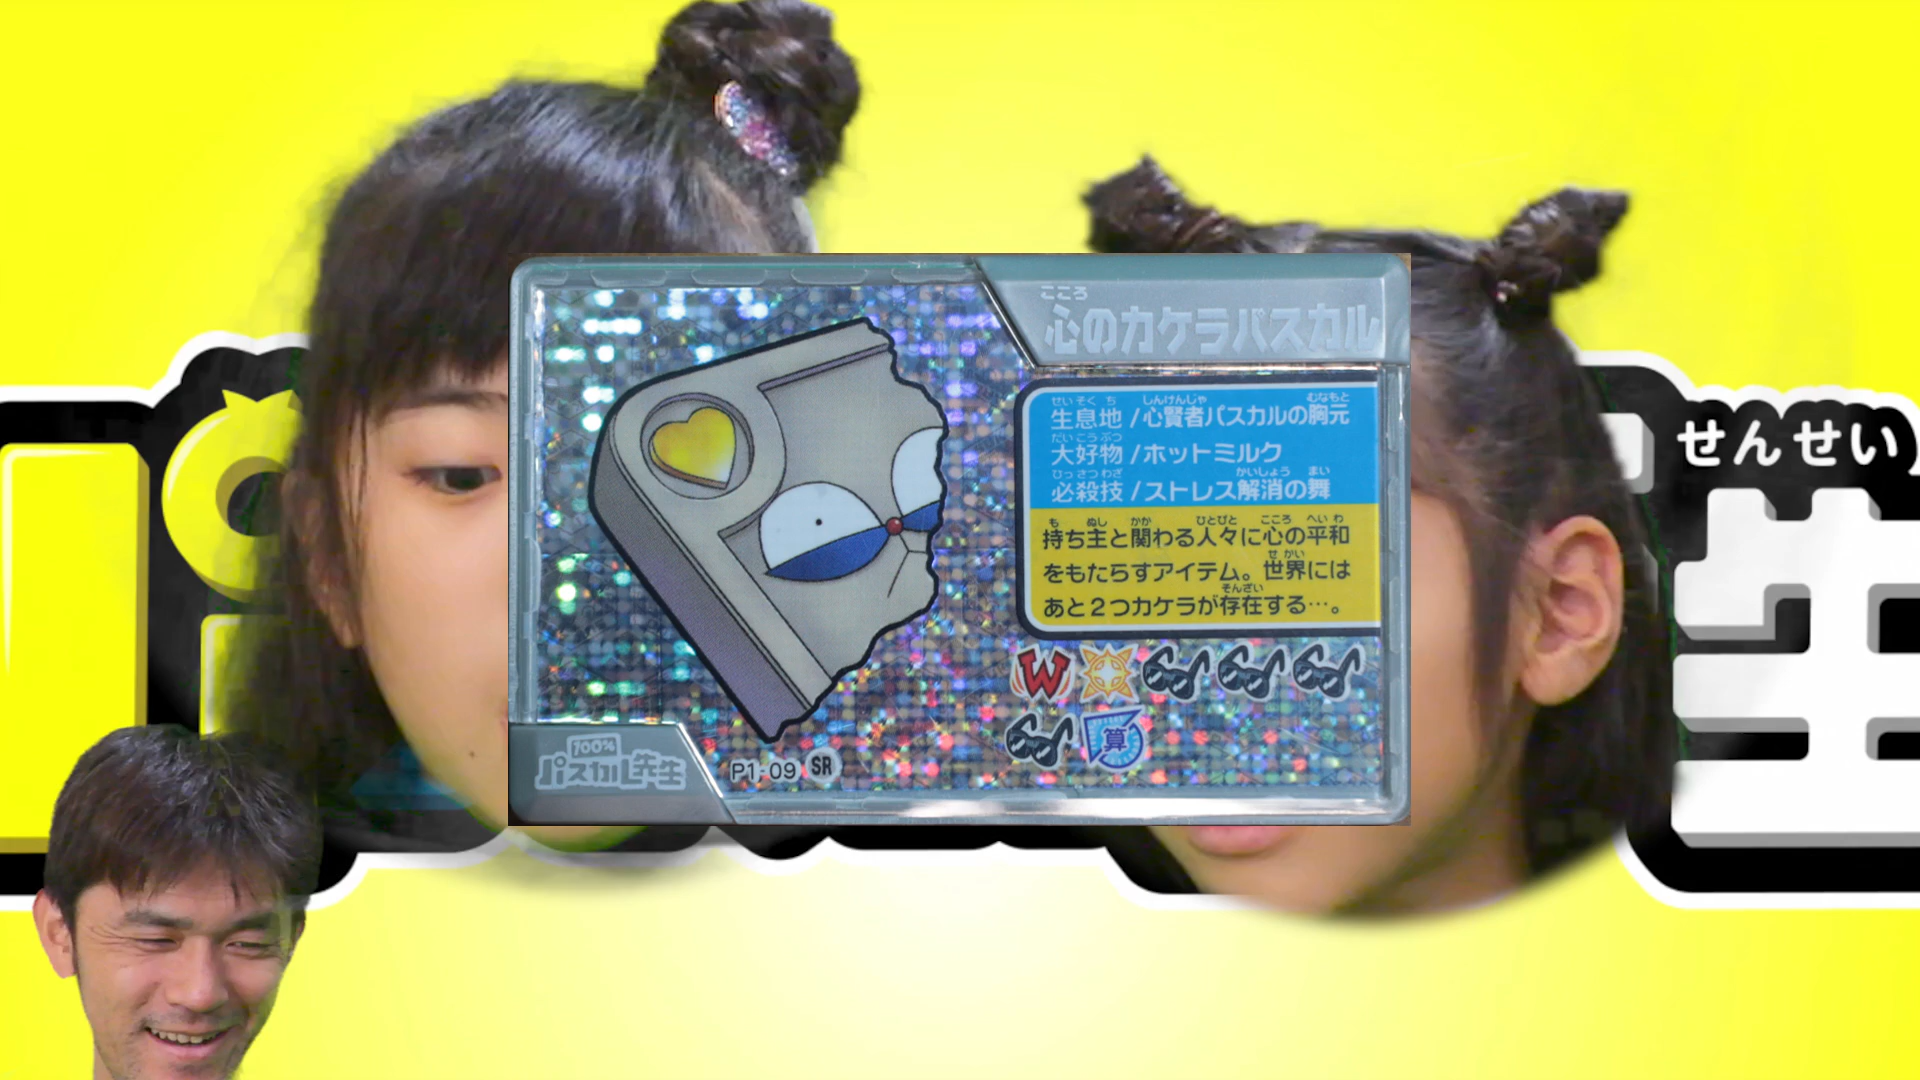 せんせい
生
こころ
心のカケラパスカル
せいそくち しんけんじゃ むなもと
生息地/心賢者パスカルの胸元
だいこうぶつ
大好物/ホットミルク
ひっさつわざ かいしょう まい
必殺技/ストレス解消の舞
も ぬし かか ひとびと こころ へいわ
持ち主と関わる人々に心の平和
せかい
をもたらすアイテム。世界には
そんざい
あと2つカケラが存在する…。
W
算
100%
パスカル先生
P1-09 SR